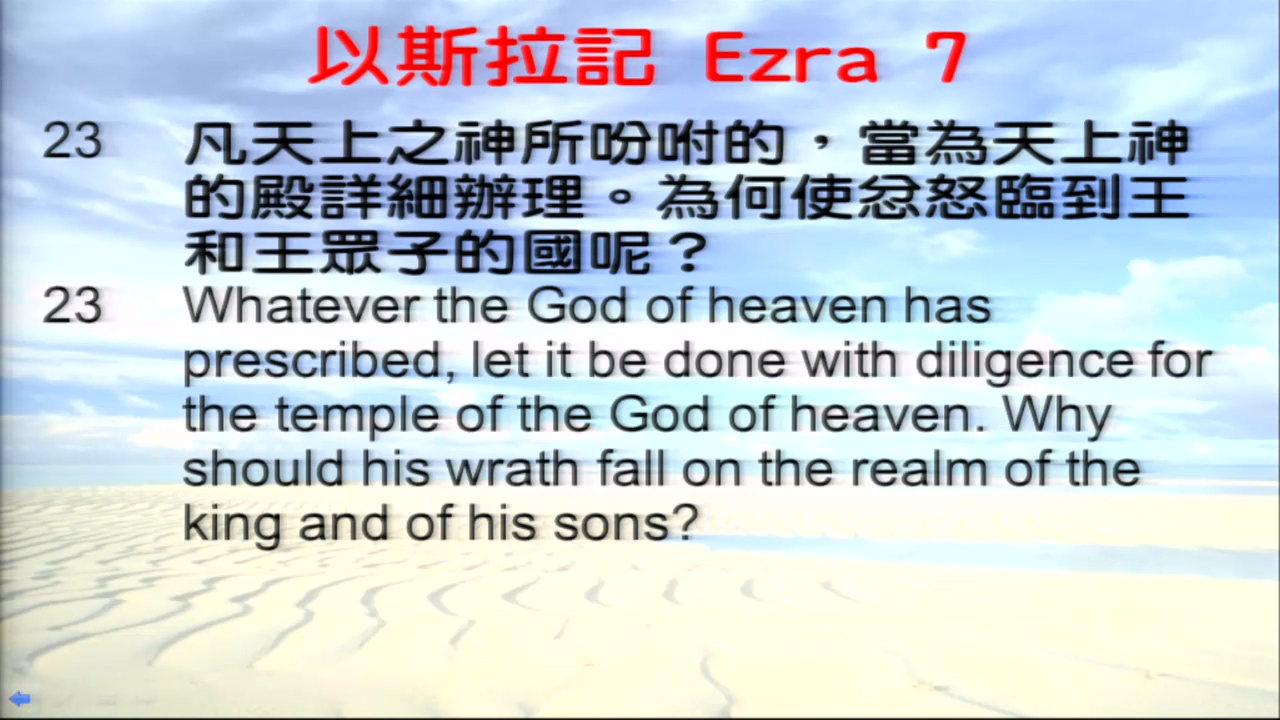 以斯拉記 Ezra 7
23 凡天上之神所吩咐的，當為天上神
的殿詳細辦理。為何使忿怒臨到王
和王眾子的國呢？
23 Whatever the God of heaven has
prescribed, let it be done with diligence for
the temple of the God of heaven. Why
should his wrath fall on the realm of the
king and of his sons?